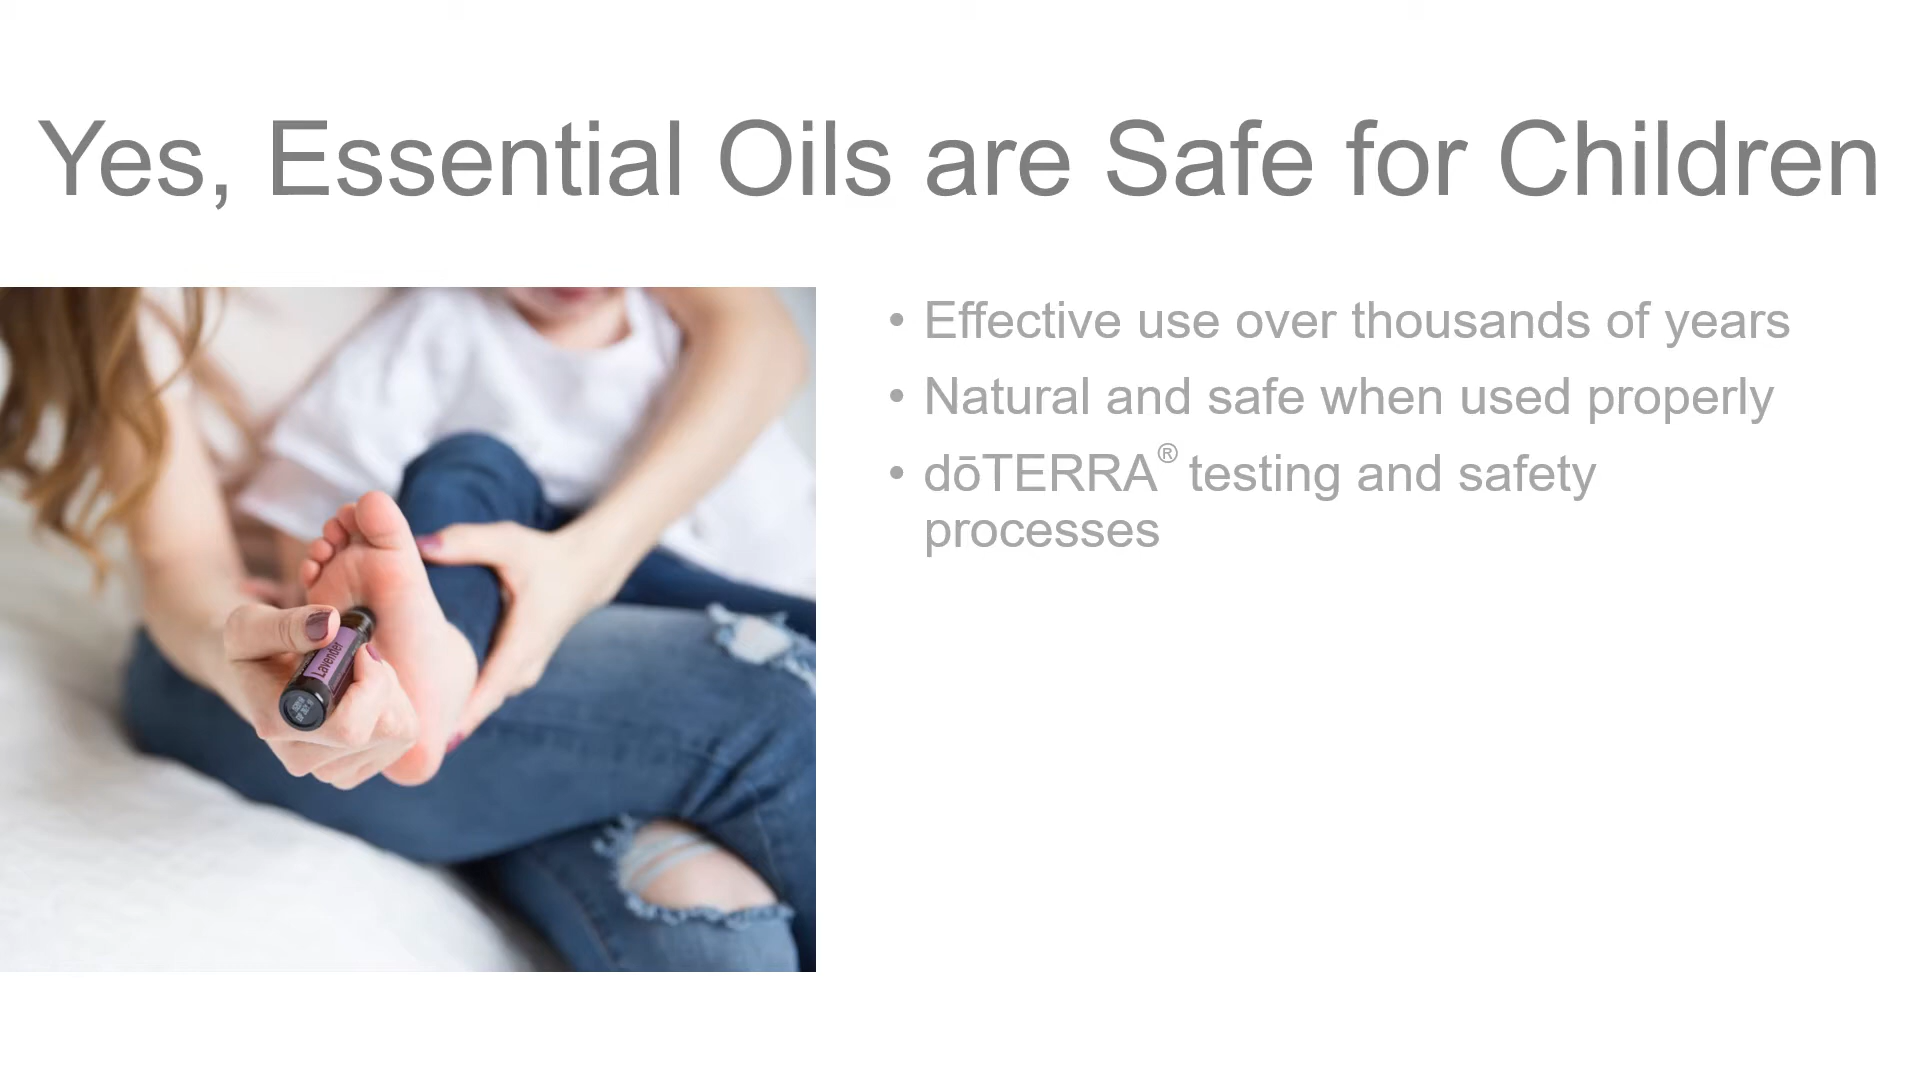 Yes, Essential Oils are Safe for Children
• Effective use over thousands of years
• Natural and safe when used properly
• dōTERRA® testing and safety
processes
Lavender